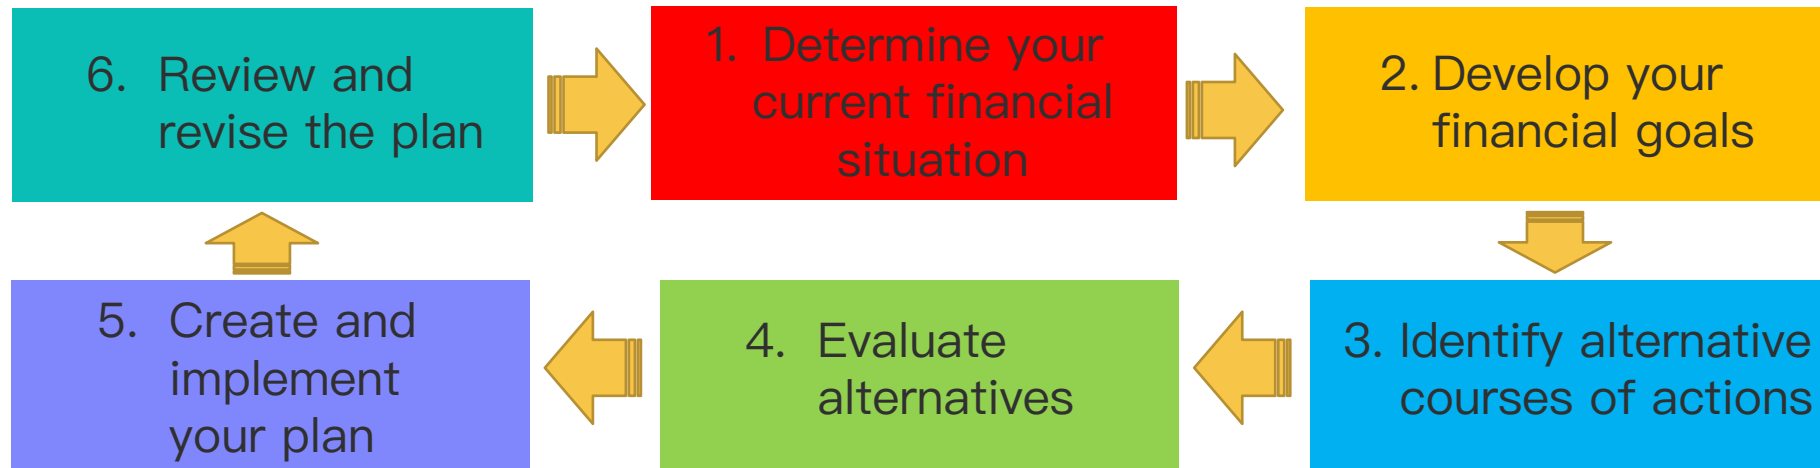 6. Review and
revise the plan
1. Determine your
current financial
situation
2. Develop your
financial goals
5. Create and
implement
your plan
4. Evaluate
alternatives
3. Identify alternative
courses of actions